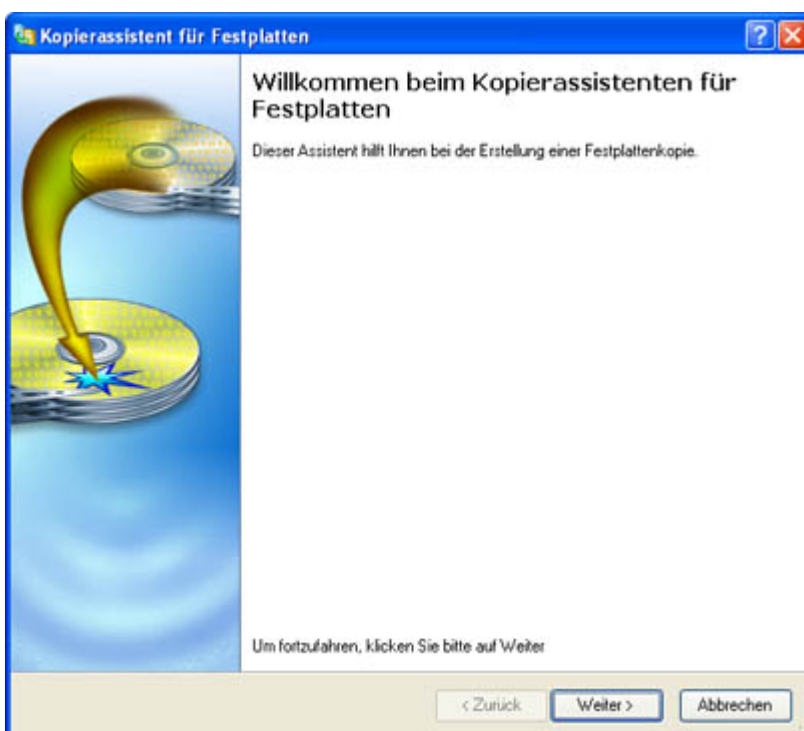 Kopierassistent für Festplatten
Willkommen beim Kopierassistenten für
Festplatten
Dieser Assistent hilft Ihnen bei der Erstellung einer Festplattenkopie.
Um fortzufahren, klicken Sie bitte auf Weiter
< Zurück Weiter > Abbrechen